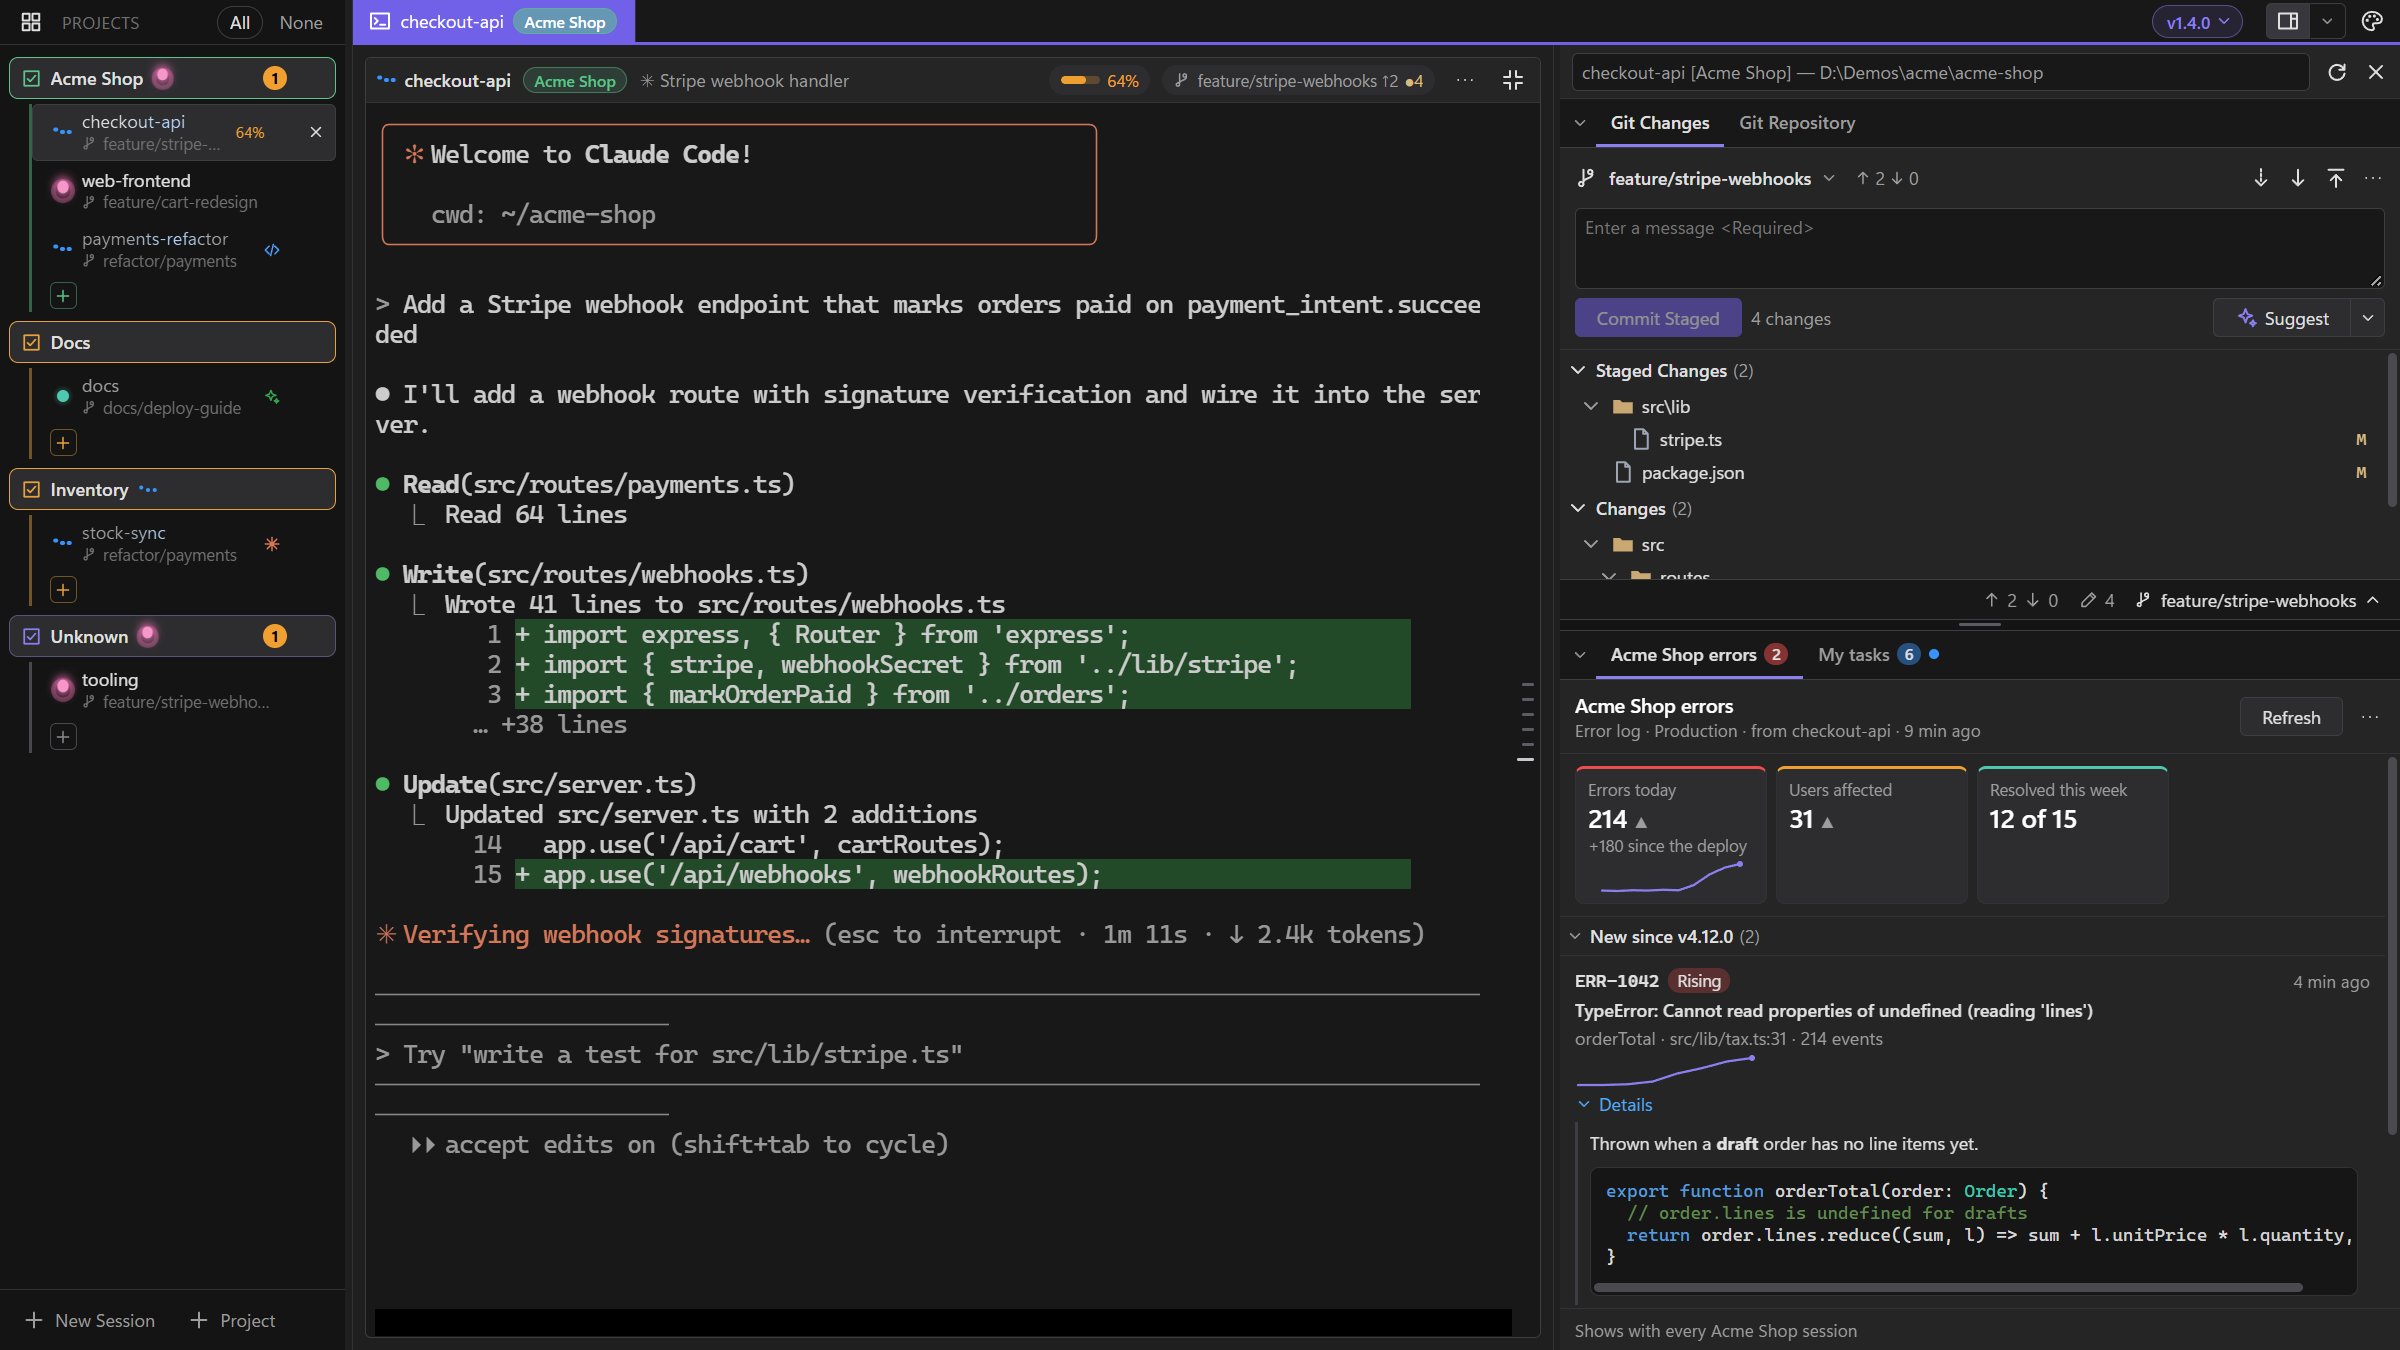 PROJECTS
All
None
Acme Shop
1
checkout-api
feature/stripe-...
64%
web-frontend
feature/cart-redesign
payments-refactor
refactor/payments
Docs
docs
docs/deploy-guide
Inventory
stock-sync
refactor/payments
Unknown
1
tooling
feature/stripe-webho...
New Session
Project
checkout-api Acme Shop
v1.4.0
checkout-api Acme Shop ✳ Stripe webhook handler
64%
feature/stripe-webhooks ↑2 ●4
✻ Welcome to Claude Code!
cwd: ~/acme-shop
> Add a Stripe webhook endpoint that marks orders paid on payment_intent.succee
ded
● I'll add a webhook route with signature verification and wire it into the ser
ver.
● Read(src/routes/payments.ts)
⎿ Read 64 lines
● Write(src/routes/webhooks.ts)
⎿ Wrote 41 lines to src/routes/webhooks.ts
1 + import express, { Router } from 'express';
2 + import { stripe, webhookSecret } from '../lib/stripe';
3 + import { markOrderPaid } from '../orders';
… +38 lines
● Update(src/server.ts)
⎿ Updated src/server.ts with 2 additions
14 app.use('/api/cart', cartRoutes);
15 + app.use('/api/webhooks', webhookRoutes);
✳ Verifying webhook signatures… (esc to interrupt · 1m 11s · ↓ 2.4k tokens)
> Try "write a test for src/lib/stripe.ts"
⏵⏵ accept edits on (shift+tab to cycle)
checkout-api [Acme Shop] — D:\Demos\acme\acme-shop
Git Changes
Git Repository
feature/stripe-webhooks
↑ 2 ↓ 0
Enter a message <Required>
Commit Staged
4 changes
Suggest
Staged Changes (2)
src\lib
stripe.ts M
package.json M
Changes (2)
src
routes
↑ 2 ↓ 0
4
feature/stripe-webhooks
Acme Shop errors 2
My tasks 6
Acme Shop errors
Error log · Production · from checkout-api · 9 min ago
Refresh
Errors today
214 ▲
+180 since the deploy
Users affected
31 ▲
Resolved this week
12 of 15
New since v4.12.0 (2)
ERR-1042 Rising
4 min ago
TypeError: Cannot read properties of undefined (reading 'lines')
orderTotal · src/lib/tax.ts:31 · 214 events
Details
Thrown when a draft order has no line items yet.
export function orderTotal(order: Order) {
// order.lines is undefined for drafts
return order.lines.reduce((sum, l) => sum + l.unitPrice * l.quantity,
}
Shows with every Acme Shop session